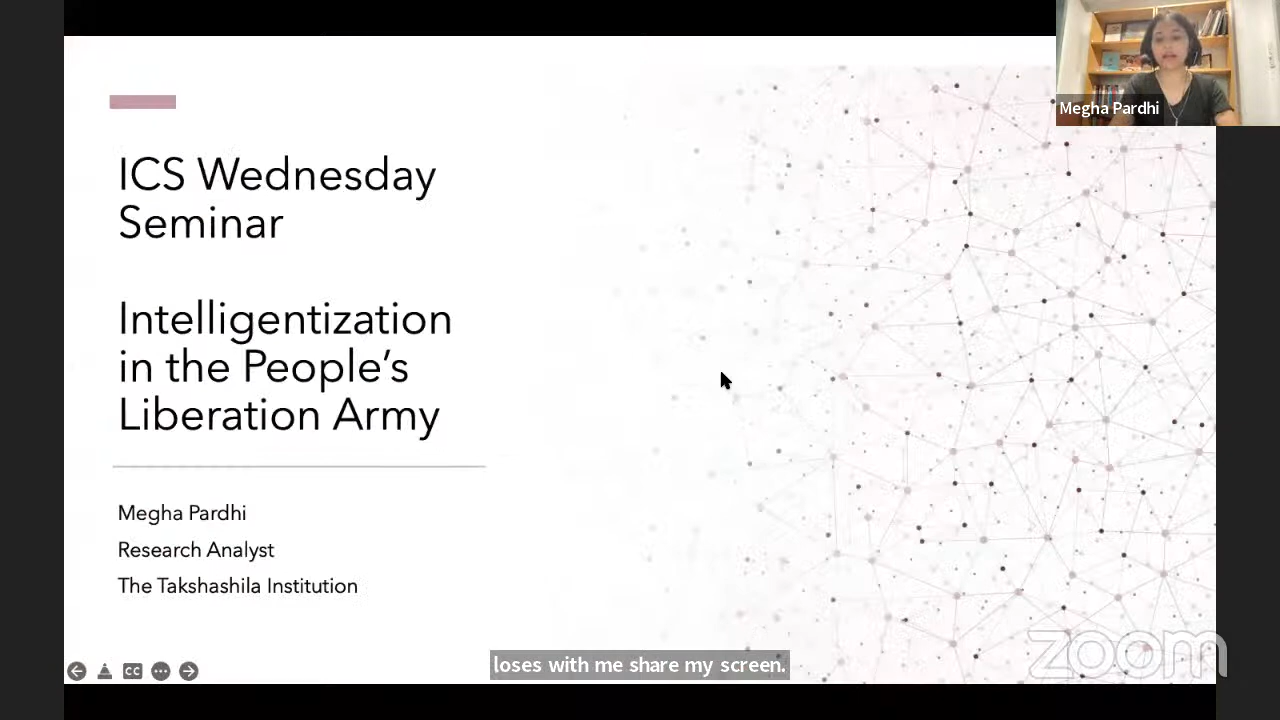 Megha Pardhi
ICS Wednesday
Seminar
Intelligentization
in the People's
Liberation Army
Megha Pardhi
Research Analyst
The Takshashila Institution
CC
loses with me share my screen.
zoom